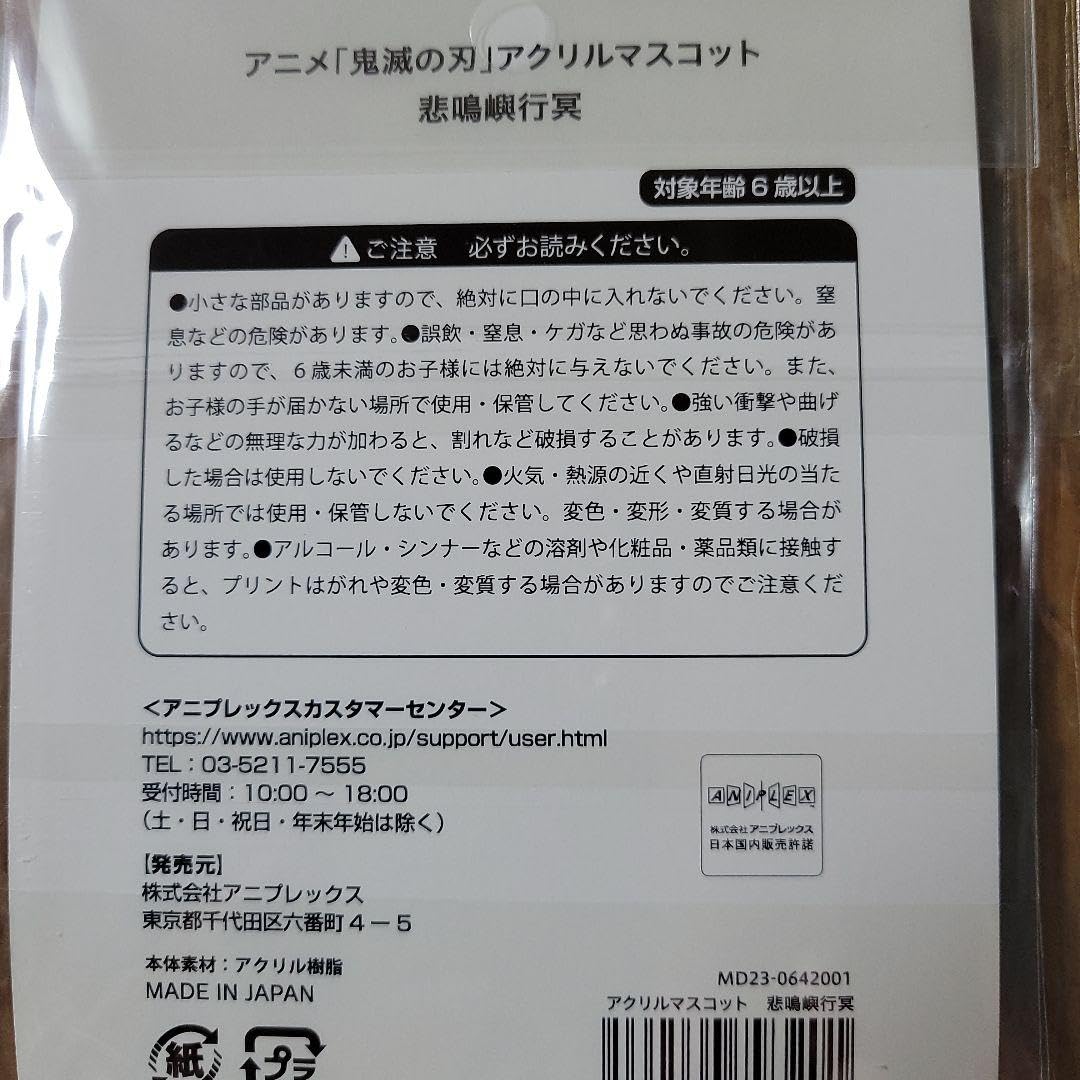 アニメ「鬼滅の刃」アクリルマスコット
悲鳴嶼行冥
対象年齢6歳以上
ご注意 必ずお読みください。
●小さな部品がありますので、絶対に口の中に入れないでください。窒
息などの危険があります。●誤飲・窒息・ケガなど思わぬ事故の危険があ
りますので、6歳未満のお子様には絶対に与えないでください。また、
お子様の手が届かない場所で使用・保管してください。●強い衝撃や曲げ
るなどの無理な力が加わると、割れなど破損することがあります。●破損
した場合は使用しないでください。●火気・熱源の近くや直射日光の当た
る場所では使用・保管しないでください。変色・変形・変質する場合が
あります。●アルコール・シンナーなどの溶剤や化粧品・薬品類に接触す
ると、プリントはがれや変色・変質する場合がありますのでご注意くだ
さい。
＜アニプレックスカスタマーセンター＞
https://www.aniplex.co.jp/support/user.html
TEL：03-5211-7555
受付時間：10:00 〜 18:00
（土・日・祝日・年末年始は除く）
【発売元】
株式会社アニプレックス
東京都千代田区六番町4－5
ANIPLEX
株式会社アニプレックス
日本国内販売許諾
本体素材：アクリル樹脂
MADE IN JAPAN
MD23-0642001
アクリルマスコット 悲鳴嶼行冥
紙
プラ